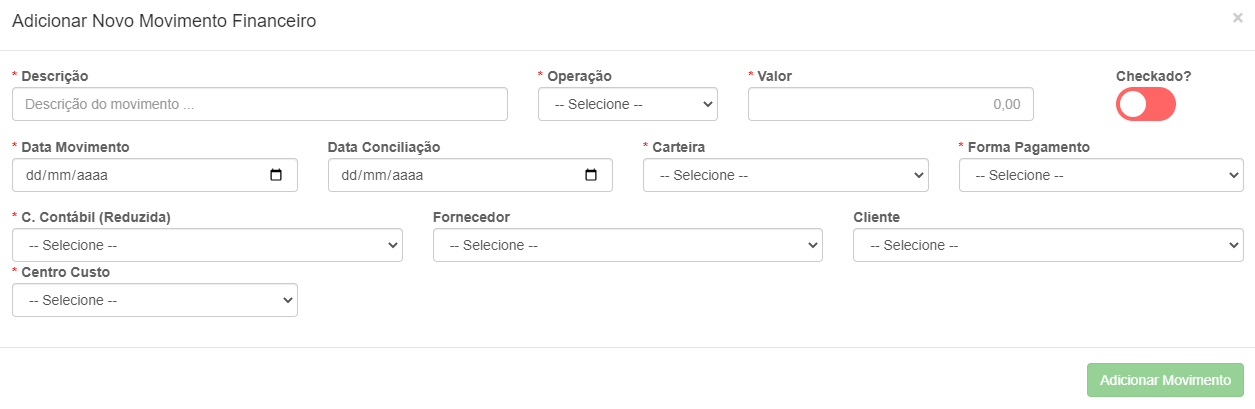 Adicionar Novo Movimento Financeiro ×
* Descrição * Operação * Valor Checkado?
Descrição do movimento ... -- Selecione -- 0,00
* Data Movimento Data Conciliação * Carteira * Forma Pagamento
dd/mm/aaaa dd/mm/aaaa -- Selecione -- -- Selecione --
* C. Contábil (Reduzida) Fornecedor Cliente
-- Selecione -- -- Selecione -- -- Selecione --
* Centro Custo
-- Selecione --
Adicionar Movimento